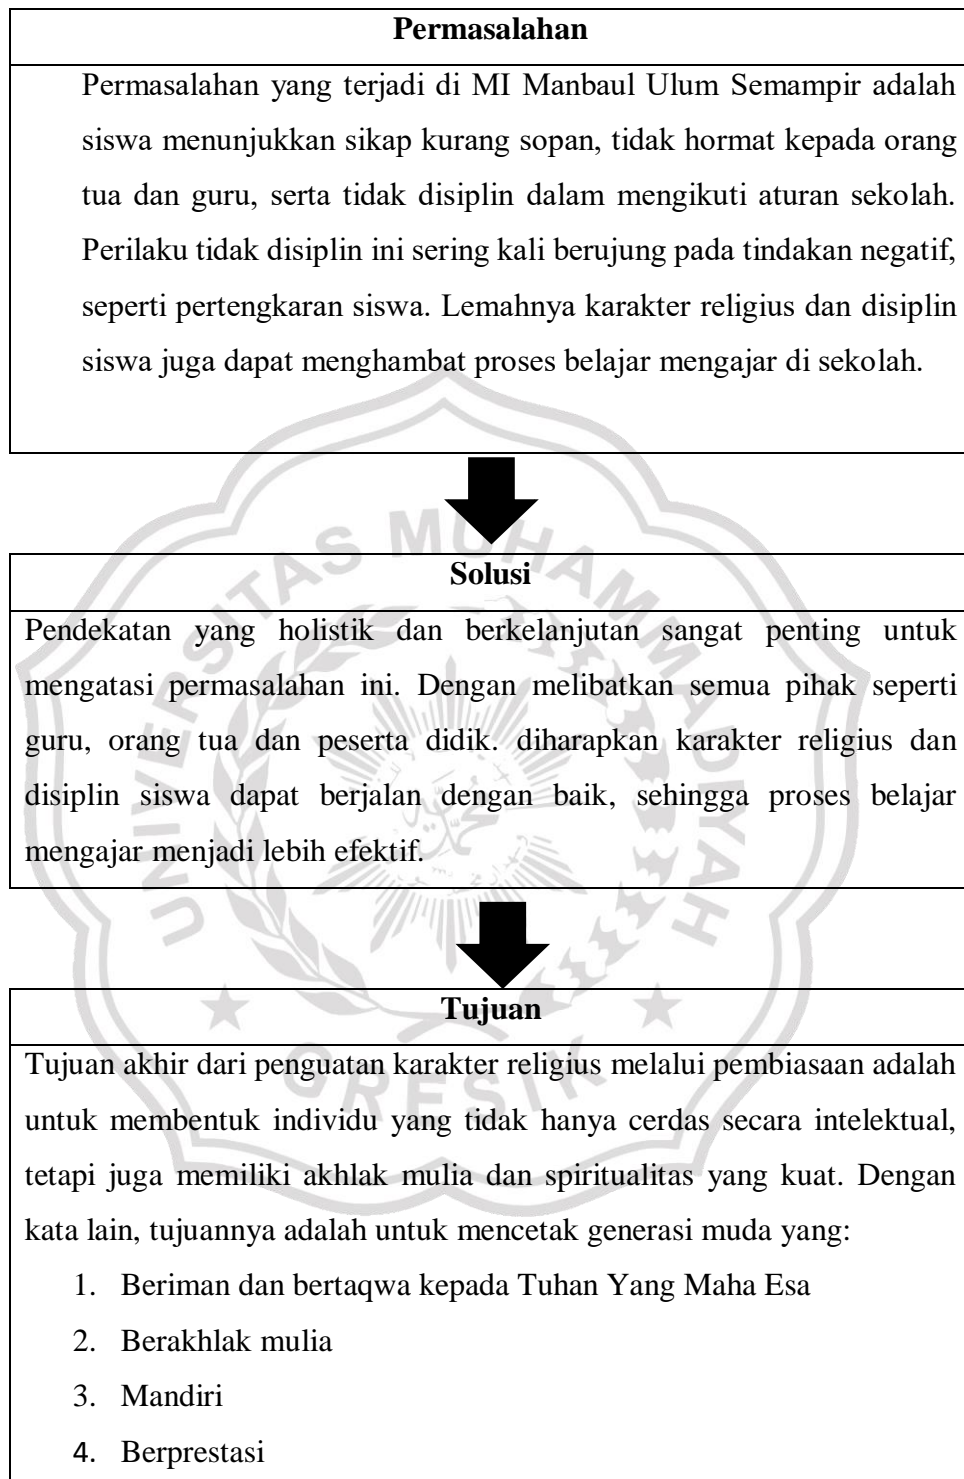 Permasalahan
Permasalahan yang terjadi di MI Manbaul Ulum Semampir adalah
siswa menunjukkan sikap kurang sopan, tidak hormat kepada orang
tua dan guru, serta tidak disiplin dalam mengikuti aturan sekolah.
Perilaku tidak disiplin ini sering kali berujung pada tindakan negatif,
seperti pertengkaran siswa. Lemahnya karakter religius dan disiplin
siswa juga dapat menghambat proses belajar mengajar di sekolah.
UNIVERSITAS MUHAMMADIYAH
Solusi
Pendekatan yang holistik dan berkelanjutan sangat penting untuk
mengatasi permasalahan ini. Dengan melibatkan semua pihak seperti
guru, orang tua dan peserta didik. diharapkan karakter religius dan
disiplin siswa dapat berjalan dengan baik, sehingga proses belajar
mengajar menjadi lebih efektif.
Tujuan
GRESIK
Tujuan akhir dari penguatan karakter religius melalui pembiasaan adalah
untuk membentuk individu yang tidak hanya cerdas secara intelektual,
tetapi juga memiliki akhlak mulia dan spiritualitas yang kuat. Dengan
kata lain, tujuannya adalah untuk mencetak generasi muda yang:
1. Beriman dan bertaqwa kepada Tuhan Yang Maha Esa
2. Berakhlak mulia
3. Mandiri
4. Berprestasi